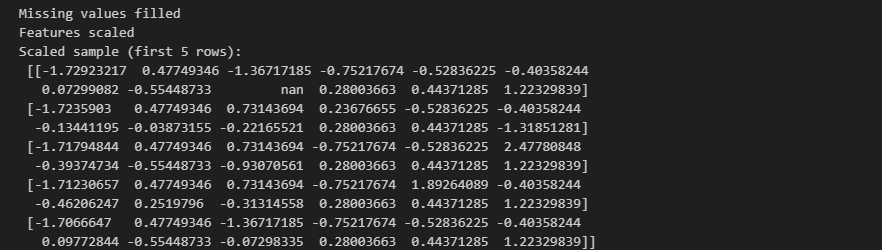 Missing values filled
Features scaled
Scaled sample (first 5 rows):
[[-1.72923217  0.47749346 -1.36717185 -0.75217674 -0.52836225 -0.40358244
0.07299082 -0.55448733         nan  0.28003663  0.44371285  1.22329839]
[-1.7235903   0.47749346  0.73143694  0.23676655 -0.52836225 -0.40358244
-0.13441195 -0.03873155 -0.22165521  0.28003663  0.44371285 -1.31851281]
[-1.71794844  0.47749346  0.73143694 -0.75217674 -0.52836225  2.47780848
-0.39374734 -0.55448733 -0.93070561  0.28003663  0.44371285  1.22329839]
[-1.71230657  0.47749346  0.73143694 -0.75217674  1.89264089 -0.40358244
-0.46206247  0.2519796  -0.31314558  0.28003663  0.44371285  1.22329839]
[-1.7066647   0.47749346 -1.36717185 -0.75217674 -0.52836225 -0.40358244
0.09772844 -0.55448733 -0.07298335  0.28003663  0.44371285  1.22329839]]